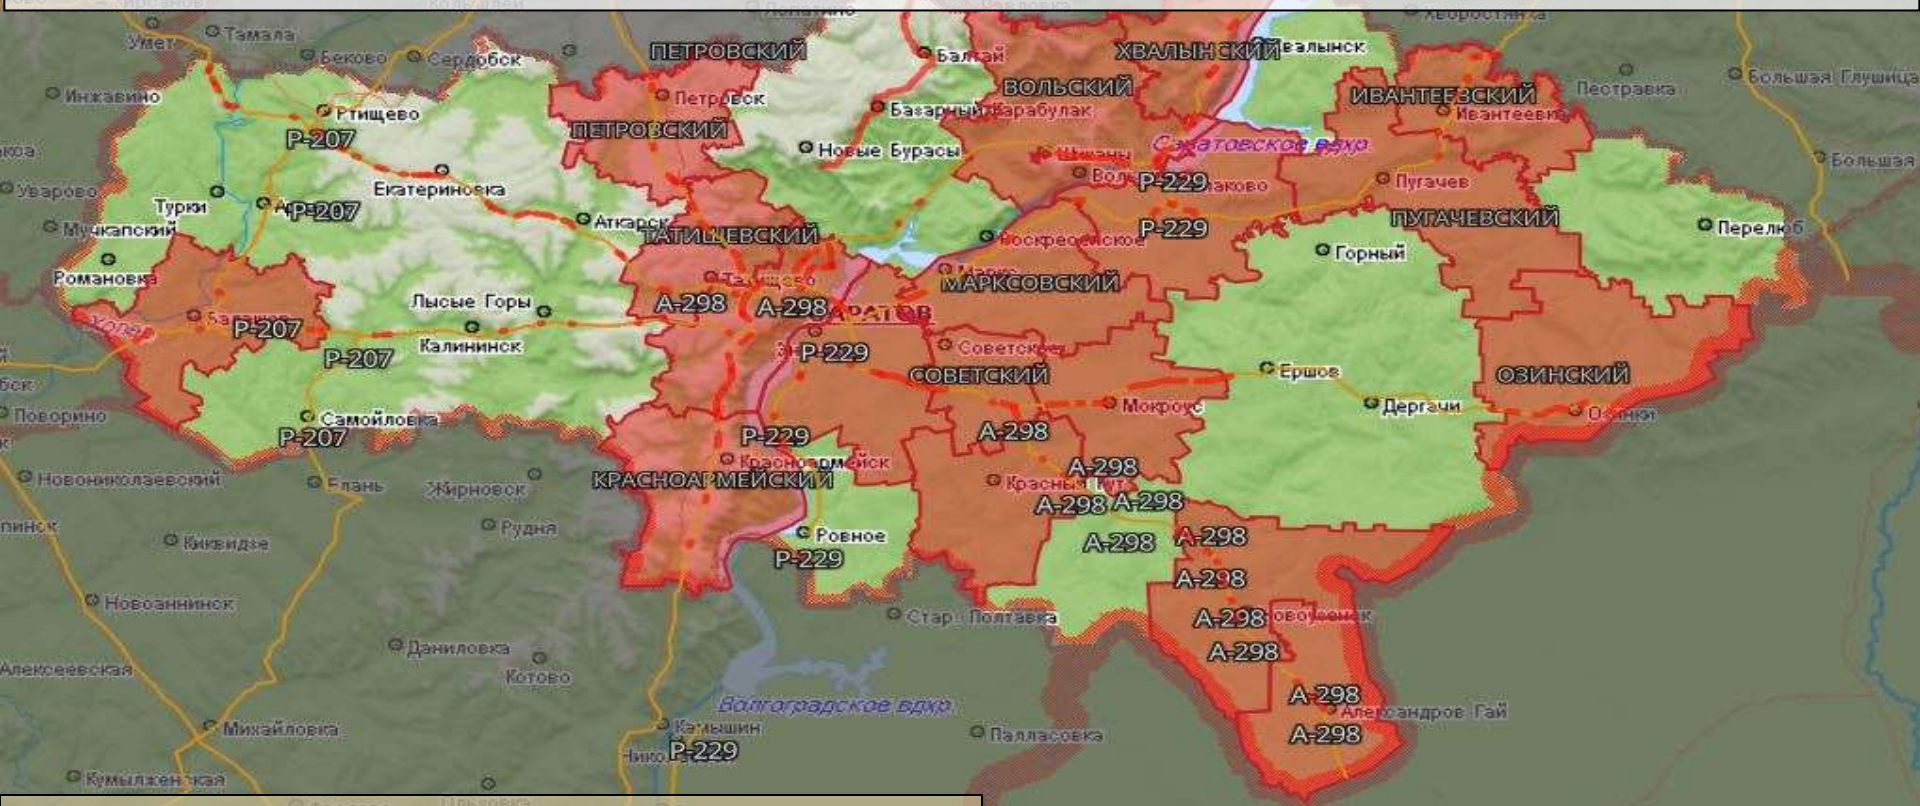 Тамала
Умет
Беково
Сердобск
ПЕТРОВСКИЙ
Балтай
ХВАЛЫНСКИЙ
Хворостянка
Большая Глушица
Пестравка
Инжавино
Ртищево
Петровск
Базарный Карабулак
ВОЛЬСКИЙ
ИВАНТЕЕВСКИЙ
Ивантеевка
Р-207
ПЕТРОВСКИЙ
Новые Бурасы
Шиханы
Саратовское вдхр.
Большая
Уварово
Турки
Екатериновка
Р-229
Пугачев
Мучкапский
Р-207
Аткарск
ТАТИЩЕВСКИЙ
Воскресенское
Р-229
ПУГАЧЕВСКИЙ
Перелюб
Горный
Романовка
Татищево
МАРКСОВСКИЙ
Лысые Горы
А-298
А-298
САРАТОВ
Р-207
Калининск
Р-207
Р-229
Советское
СОВЕТСКИЙ
Ершов
ОЗИНСКИЙ
Поворино
Самойловка
Мокроус
Дергачи
Озинки
Р-207
Р-229
А-298
Красноармейск
КРАСНОАРМЕЙСКИЙ
А-298
Новониколаевский
Елань
Жирновск
Красный Кут
А-298
А-298
Рудня
Киквидзе
Ровное
А-298
А-298
Р-229
А-298
Новоаннинск
Стар. Полтавка
А-298
Даниловка
А-298
Алексеевская
Котово
Волгоградское вдхр.
А-298
Александров Гай
Михайловка
Камышин
Палласовка
А-298
Р-229
Кумылженская